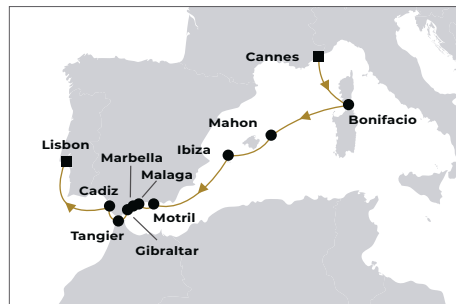 Cannes
Bonifacio
Mahon
Ibiza
Lisbon
Marbella
Malaga
Cadiz
Motril
Tangier
Gibraltar